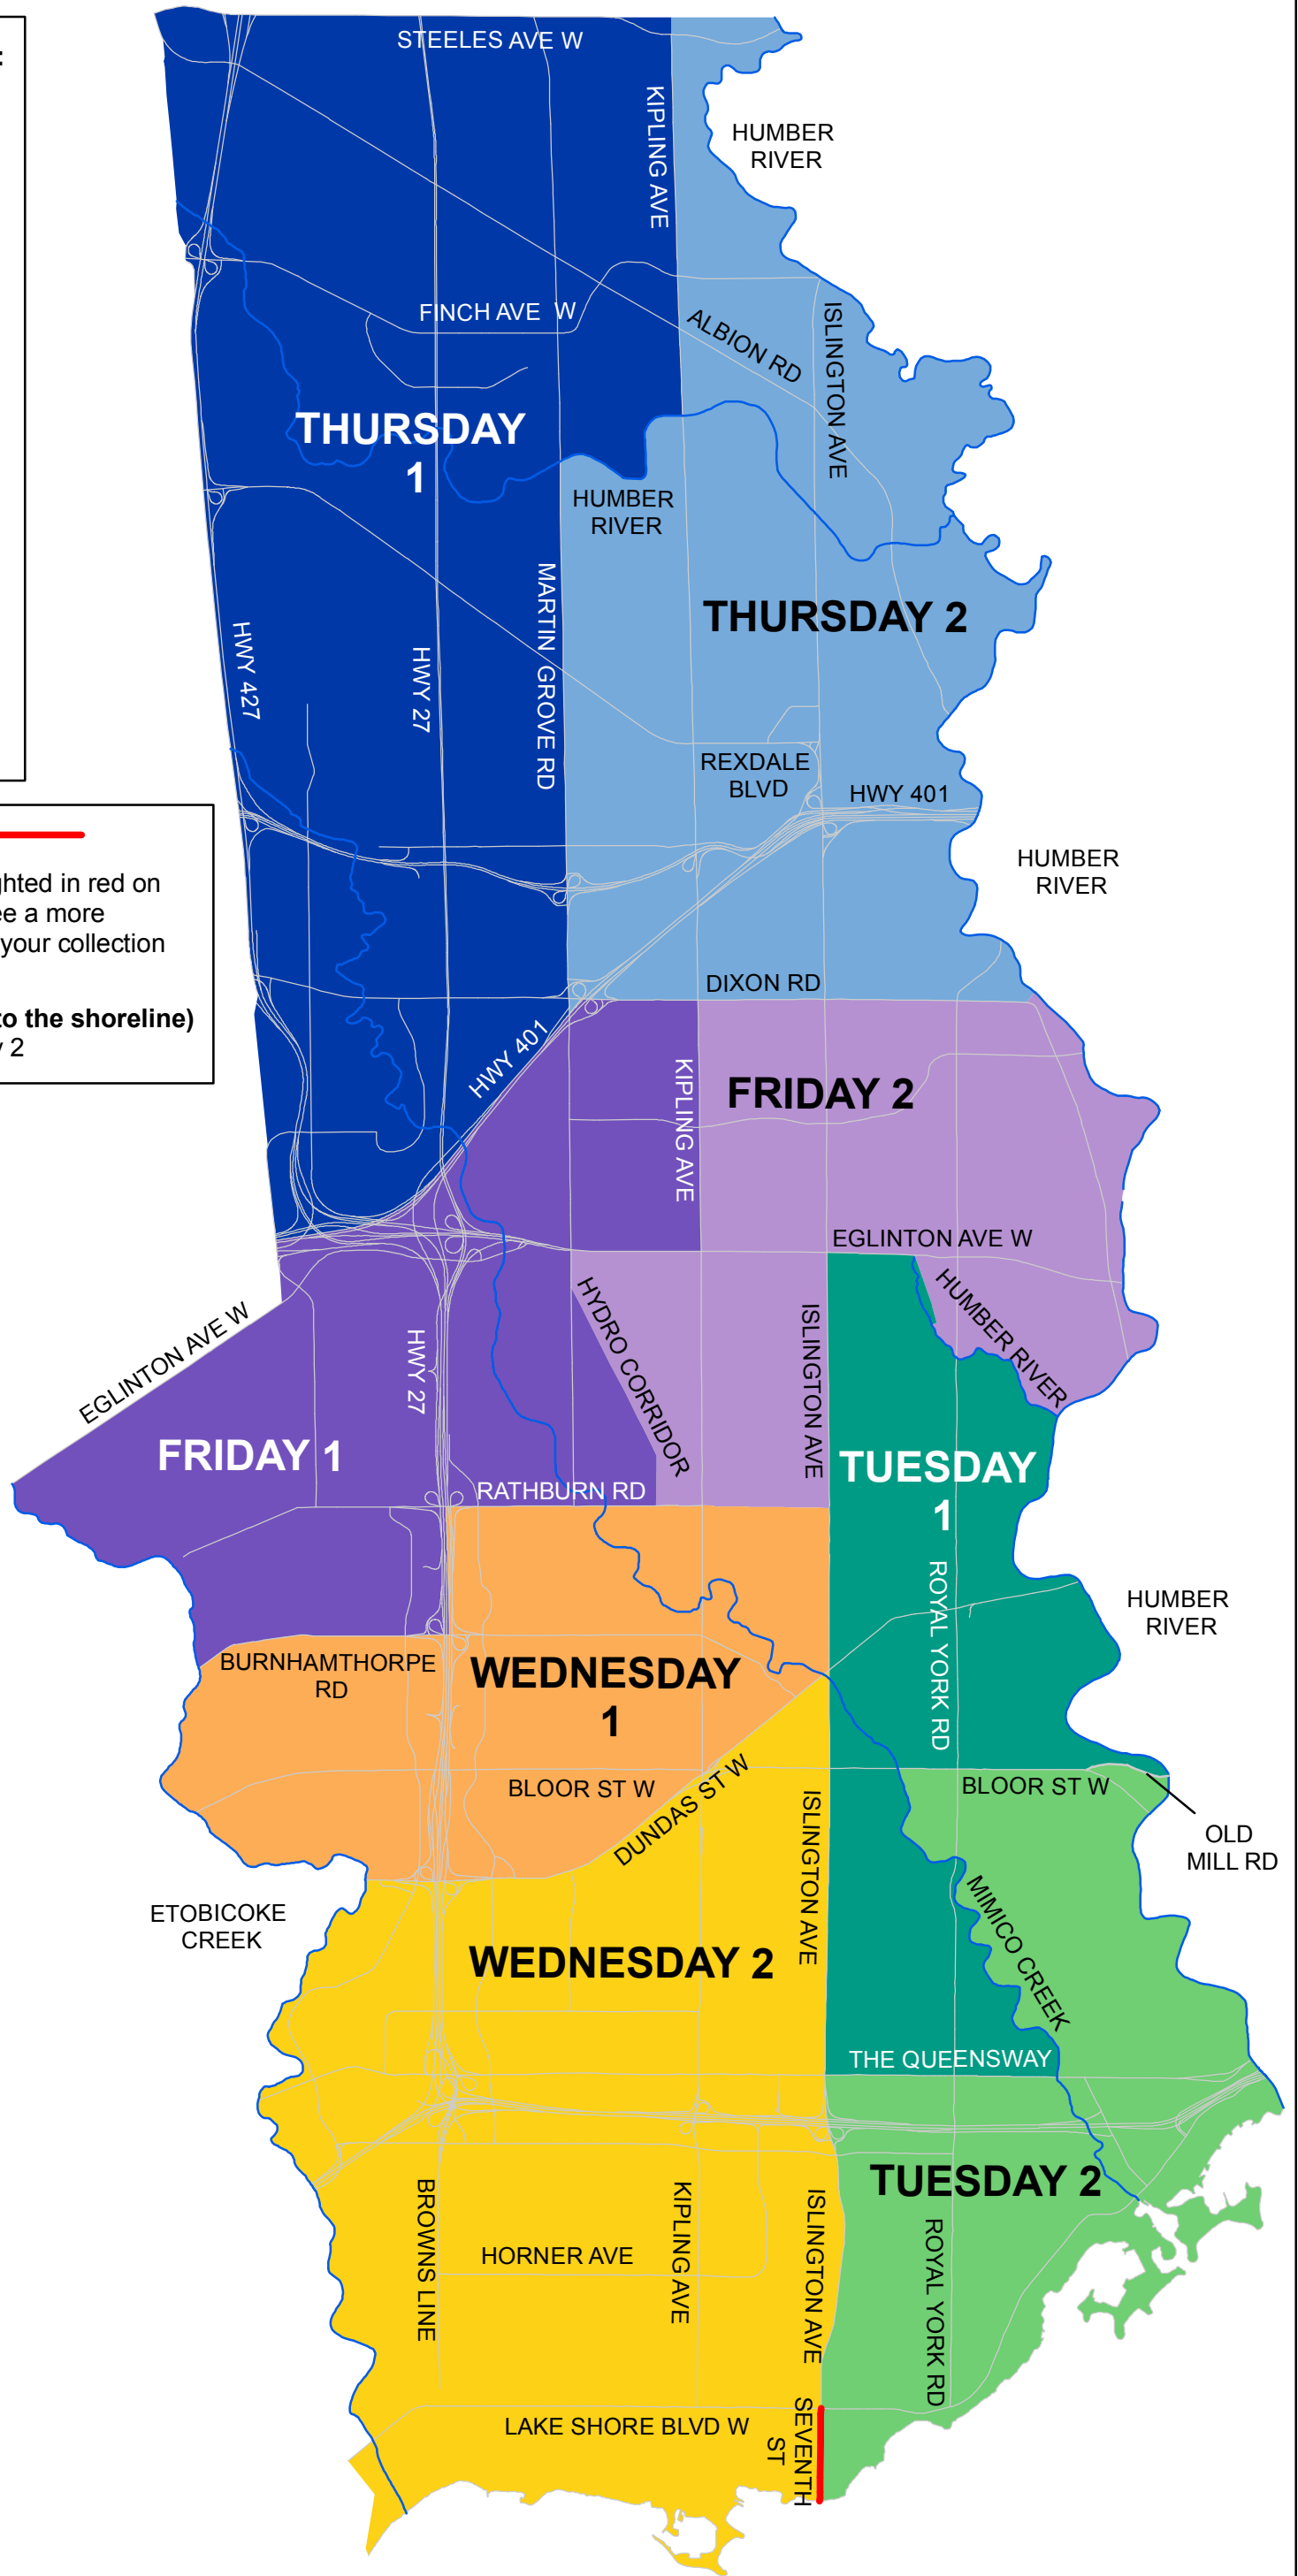 :
STEELES AVE W
KIPLING AVE
HUMBER
RIVER
FINCH AVE W
ALBION RD
ISLINGTON AVE
THURSDAY
1
HUMBER
RIVER
MARTIN GROVE RD
THURSDAY 2
HWY 427
HWY 27
REXDALE
BLVD
HWY 401
HUMBER
RIVER
ghted in red on
ee a more
your collection
to the shoreline)
y 2
DIXON RD
HWY 401
KIPLING AVE
FRIDAY 2
EGLINTON AVE W
HUMBER RIVER
EGLINTON AVE W
HWY 27
HYDRO CORRIDOR
ISLINGTON AVE
FRIDAY 1
TUESDAY
1
RATHBURN RD
ROYAL YORK RD
HUMBER
RIVER
BURNHAMTHORPE
RD
WEDNESDAY
1
BLOOR ST W
DUNDAS ST W
ISLINGTON AVE
BLOOR ST W
OLD
MILL RD
ETOBICOKE
CREEK
MIMICO CREEK
WEDNESDAY 2
THE QUEENSWAY
TUESDAY 2
BROWNS LINE
HORNER AVE
KIPLING AVE
ISLINGTON AVE
ROYAL YORK RD
LAKE SHORE BLVD W
SEVENTH
ST